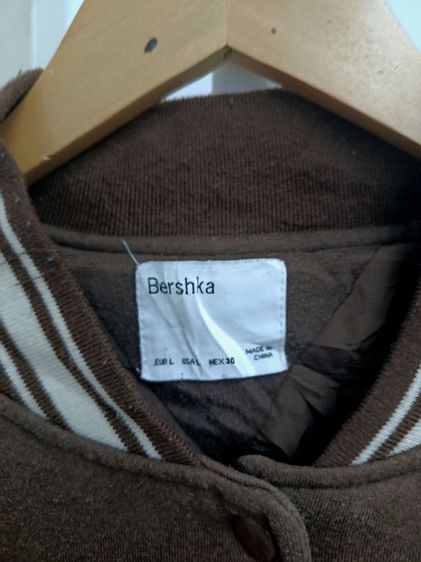 Bershka
EUR L USA L MEX 30
MADE IN
CHINA